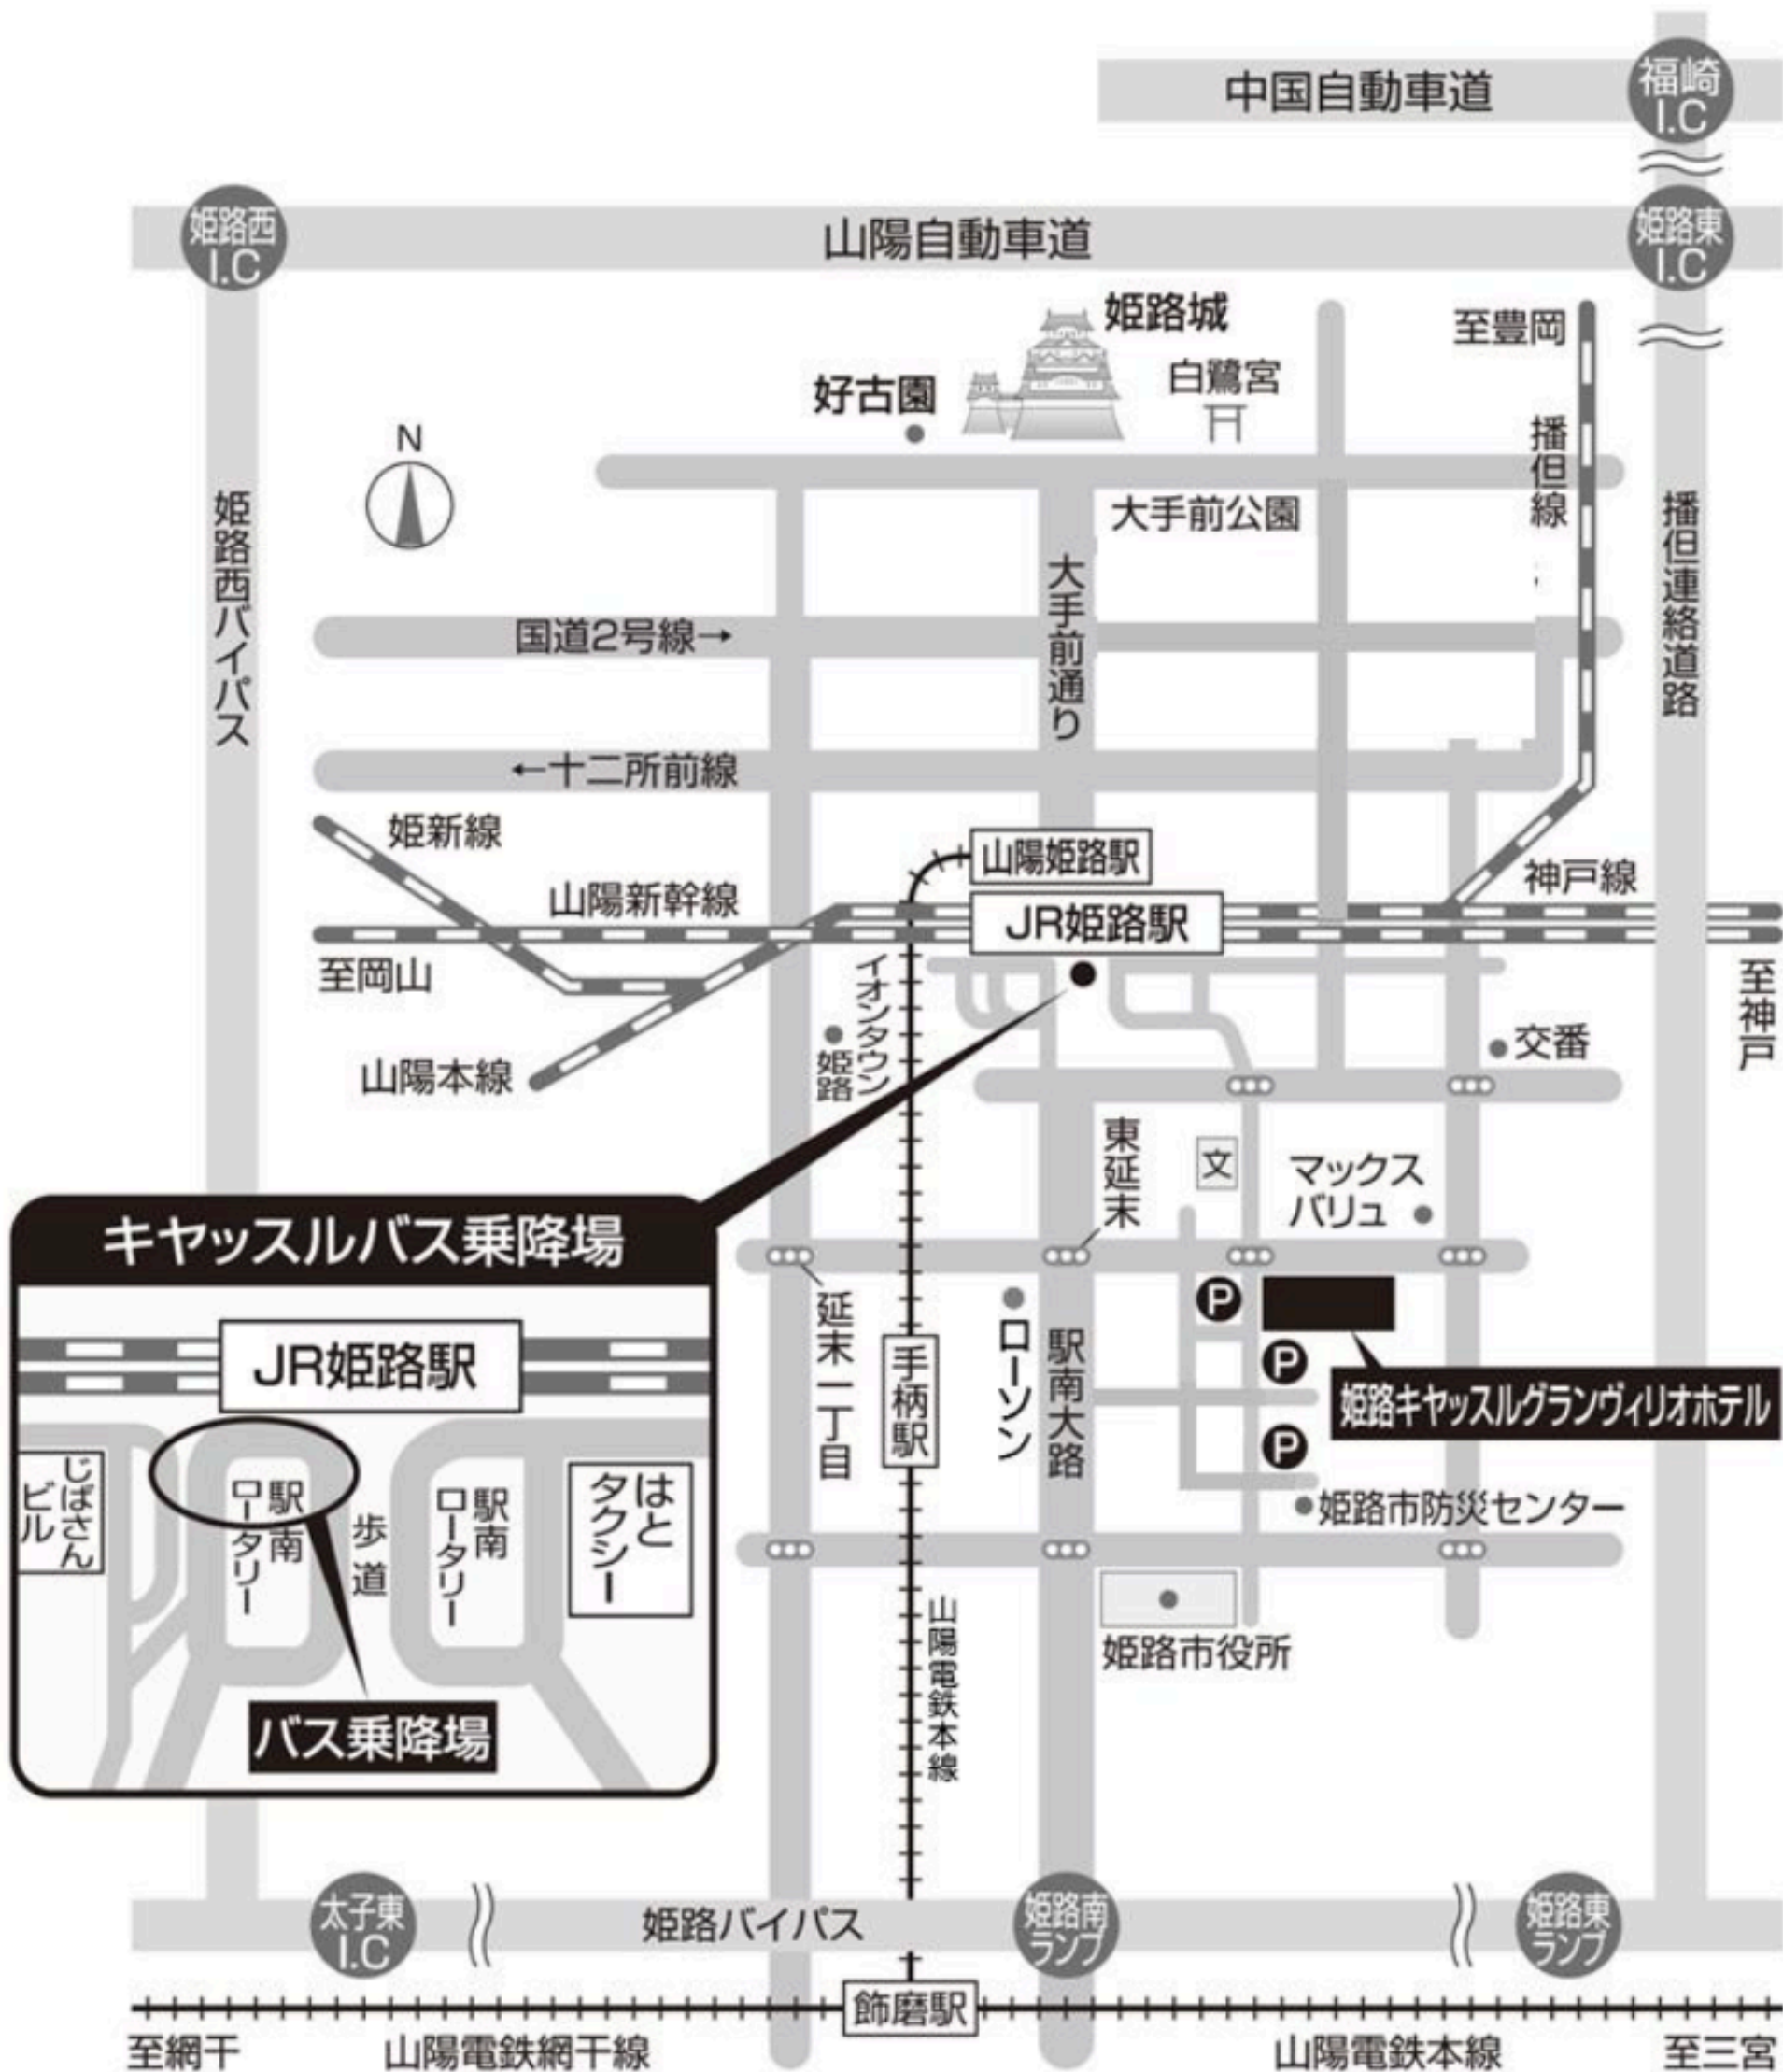 中国自動車道
福崎
I.C
姫路西
I.C
山陽自動車道
姫路東
I.C
姫路城
至豊岡
白鷺宮
好古園
播但線
N
大手前公園
姫路西バイパス
播但連絡道路
大手前通り
国道2号線→
←十二所前線
姫新線
山陽姫路駅
神戸線
山陽新幹線
JR姫路駅
至岡山
至神戸
イオンタウン
姫路
交番
山陽本線
東延末
文
マックス
バリュ
キヤッスルバス乗降場
P
延末一丁目
ローソン
駅南大路
手柄駅
P
姫路キヤッスルグランヴィリオホテル
P
JR姫路駅
じばさん
ビル
駅南
ロータリー
歩道
駅南
ロータリー
はと
タクシー
姫路市防災センター
山陽電鉄本線
姫路市役所
バス乗降場
太子東
I.C
姫路バイパス
姫路南
ランプ
姫路東
ランプ
飾磨駅
至網干
山陽電鉄網干線
山陽電鉄本線
至三宮